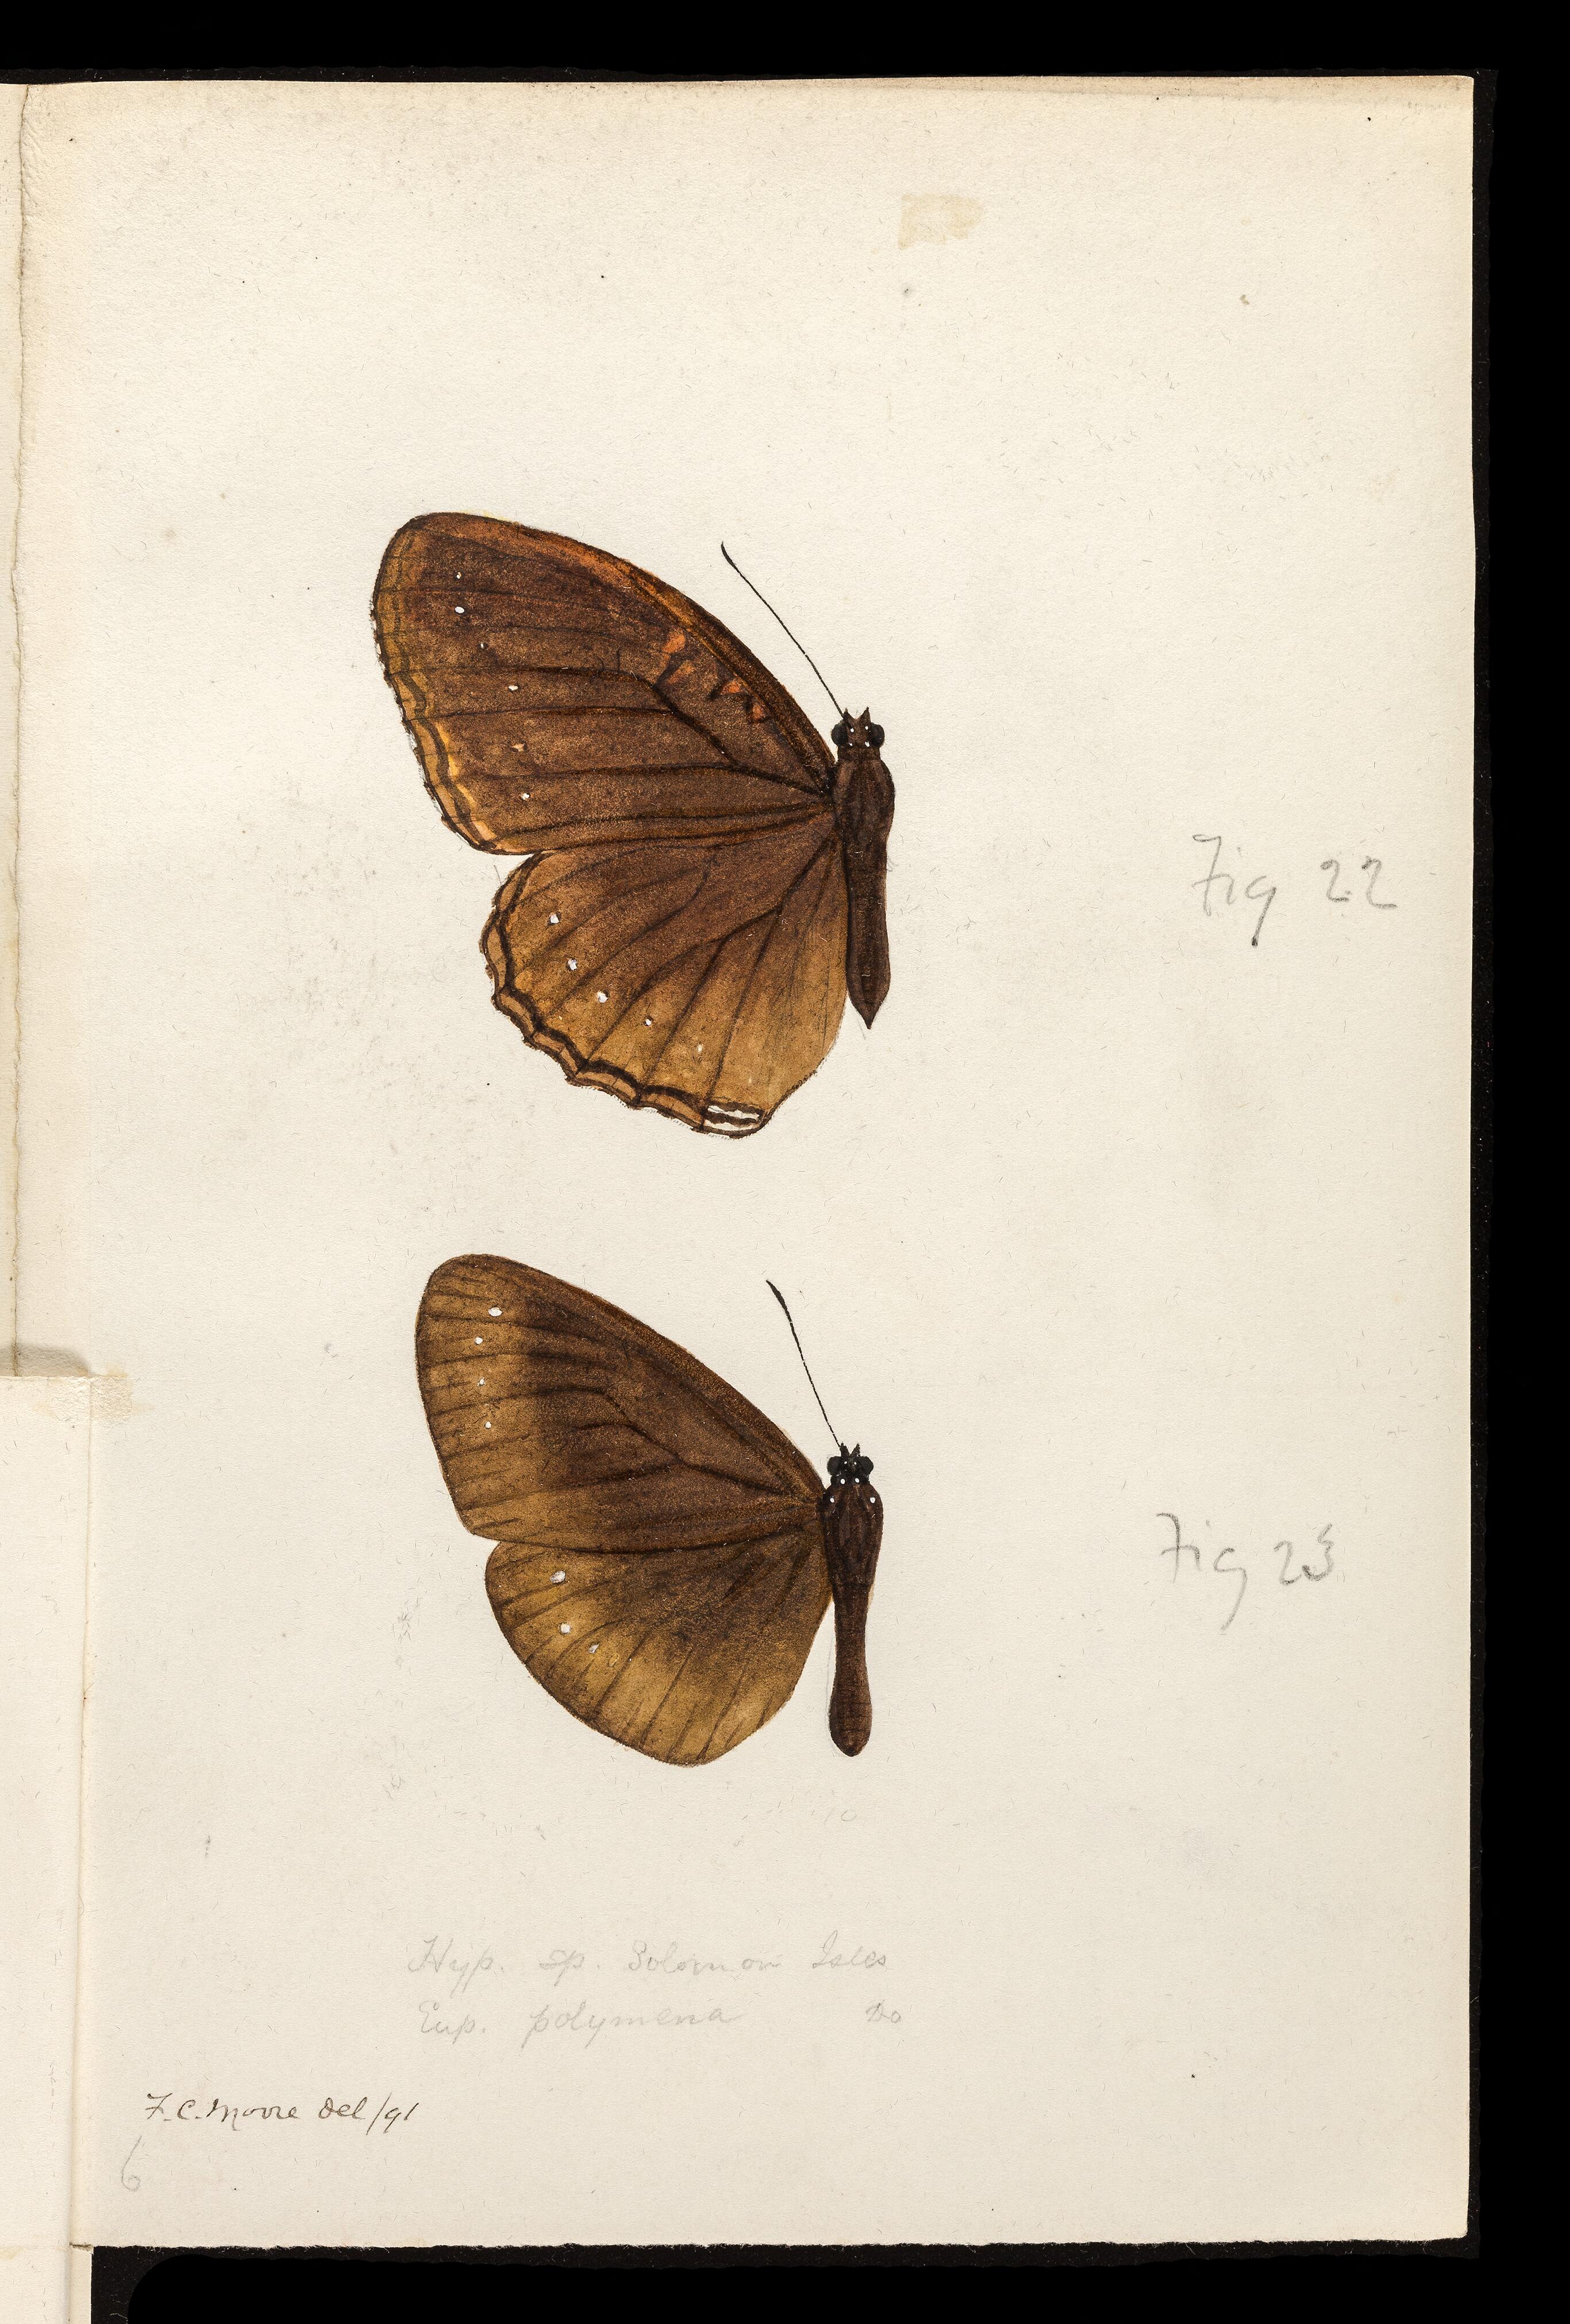 Fig 22
Fig 23
Hyp. sp. Solomon Isles
Eup. polymena Do
F. C. Moore del/91
6